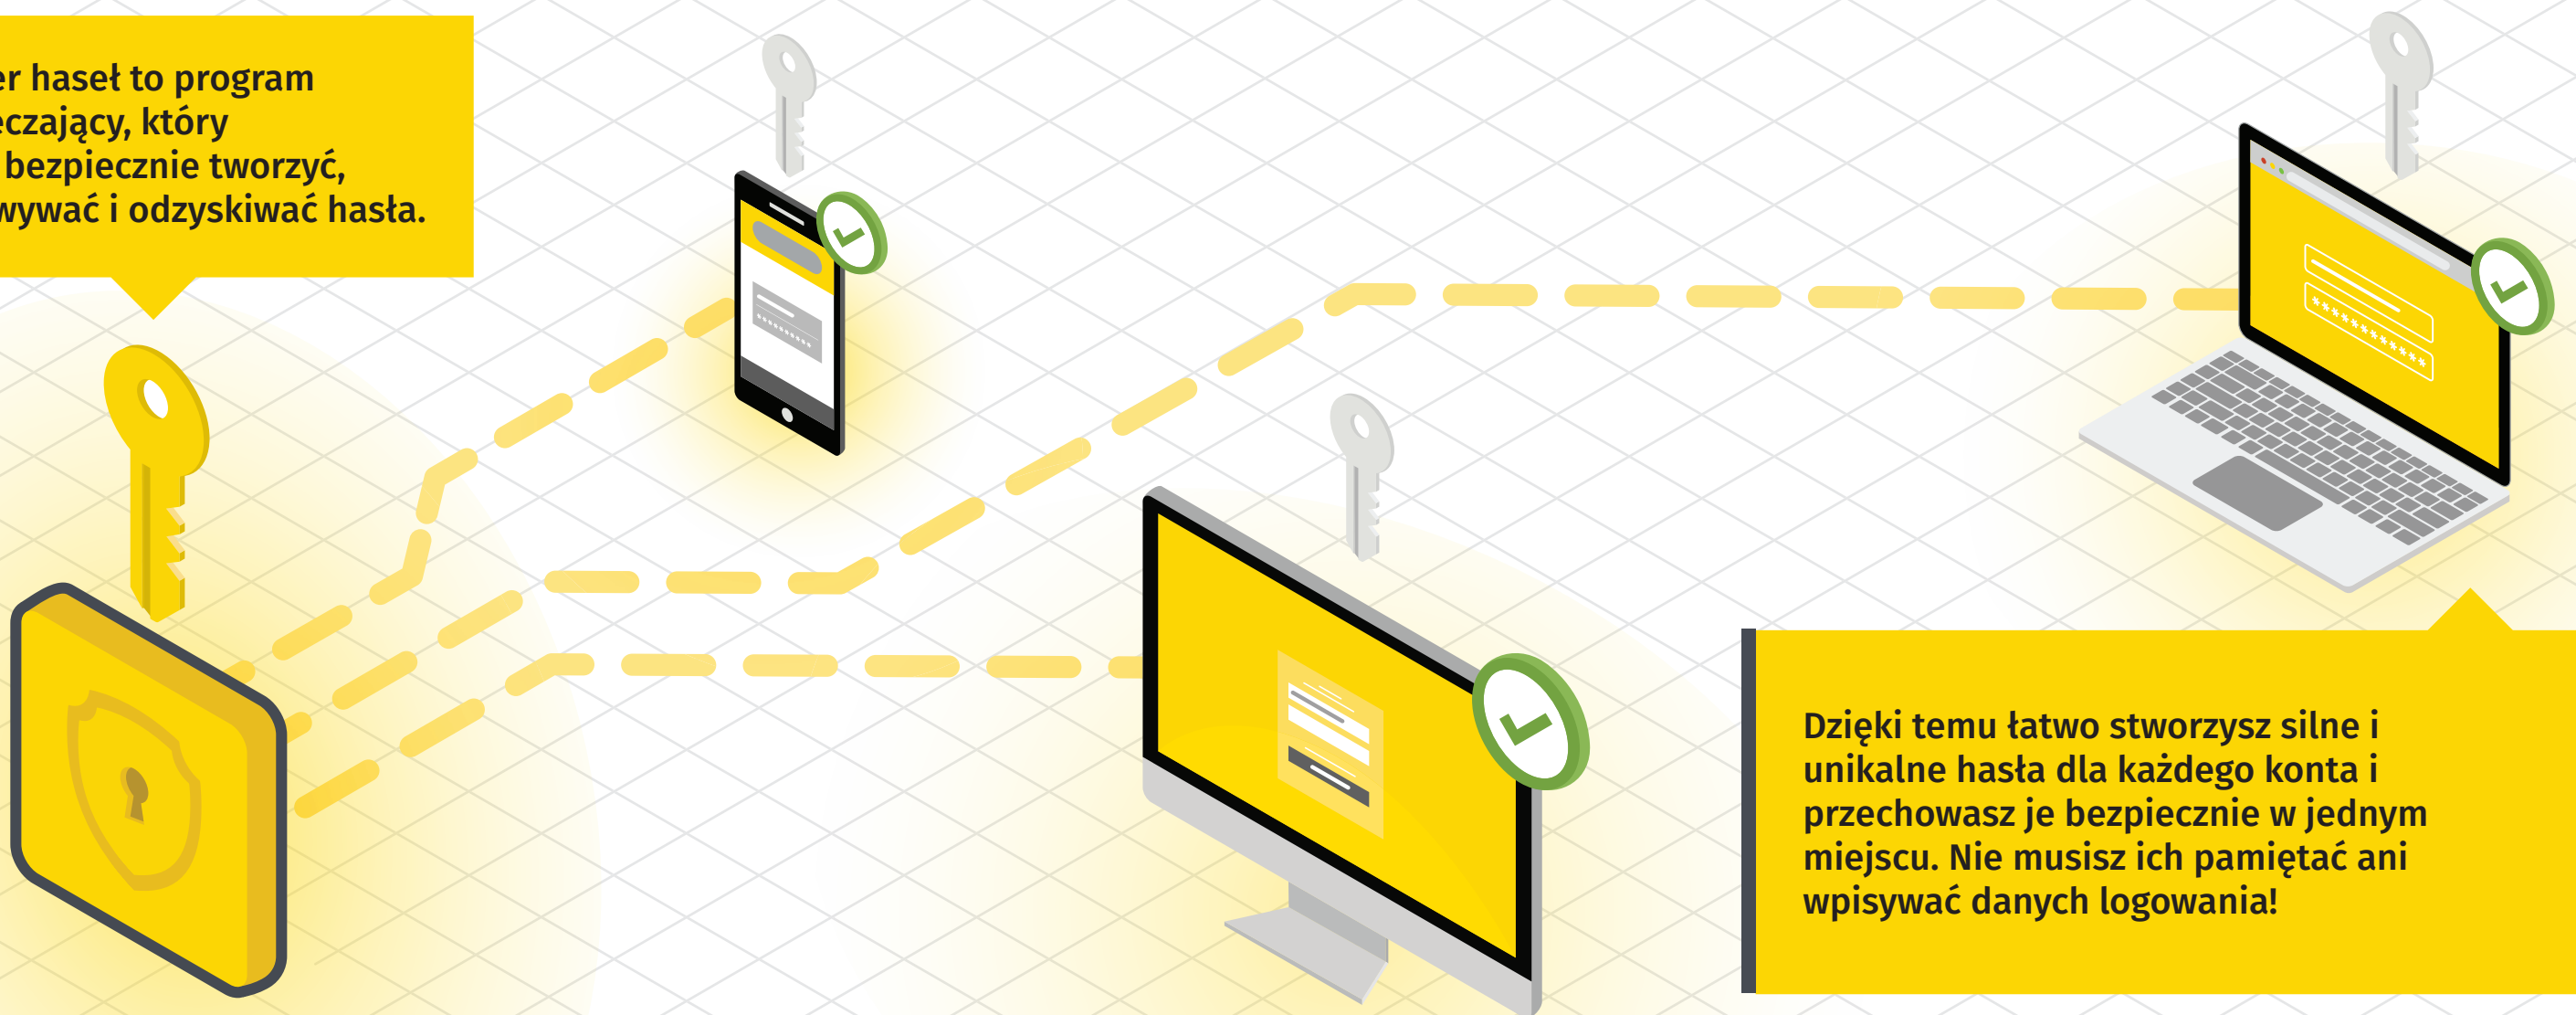 er haseł to program
eczający, który
bezpiecznie tworzyć,
wywać i odzyskiwać hasła.
Dzięki temu łatwo stworzysz silne i
unikalne hasła dla każdego konta i
przechowasz je bezpiecznie w jednym
miejscu. Nie musisz ich pamiętać ani
wpisywać danych logowania!